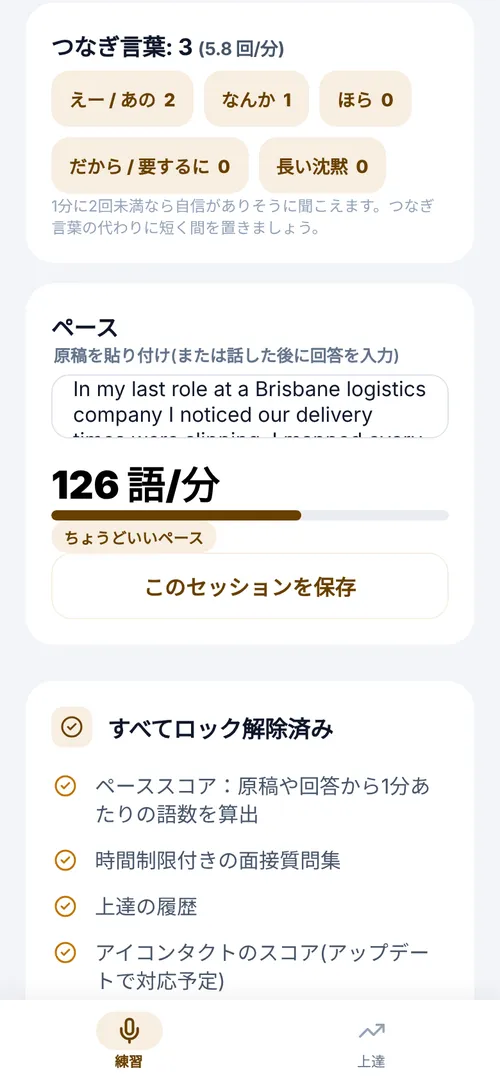 つなぎ言葉: 3 (5.8 回/分)
えー / あの 2 なんか 1 ほら 0
だから / 要するに 0 長い沈黙 0
1分に2回未満なら自信がありそうに聞こえます。つなぎ
言葉の代わりに短く間を置きましょう。
ペース
原稿を貼り付け(または話した後に回答を入力)
In my last role at a Brisbane logistics
company I noticed our delivery
times were slipping. I mapped every
126 語/分
ちょうどいいペース
このセッションを保存
すべてロック解除済み
ペーススコア：原稿や回答から1分あ
たりの語数を算出
時間制限付きの面接質問集
上達の履歴
アイコンタクトのスコア(アップデー
トで対応予定)
練習 上達